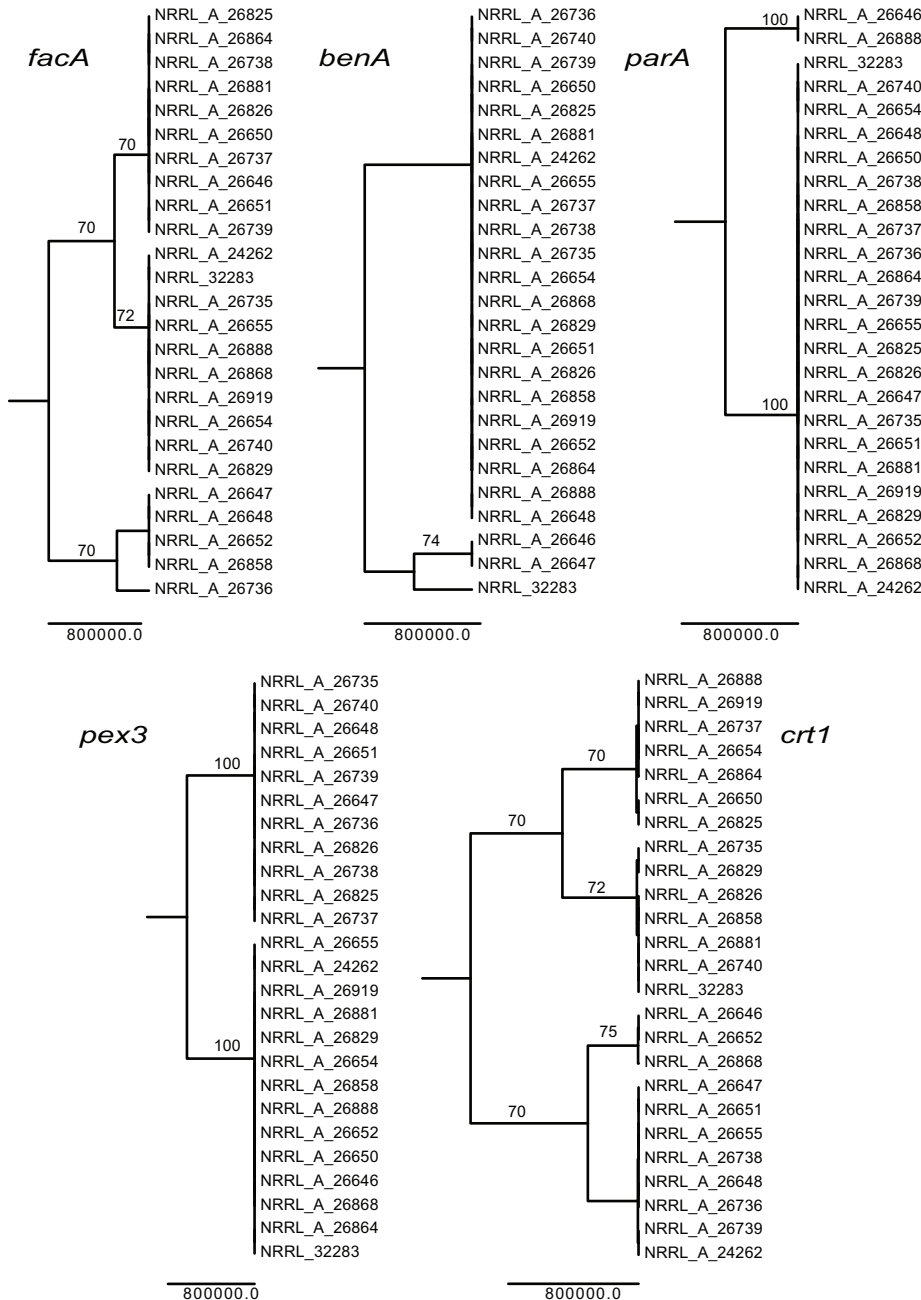 facA
NRRL_A_26825
NRRL_A_26864
NRRL_A_26738
NRRL_A_26881
NRRL_A_26826
NRRL_A_26650
70
NRRL_A_26737
NRRL_A_26646
NRRL_A_26651
NRRL_A_26739
70
NRRL_A_24262
NRRL_32283
NRRL_A_26735
72
NRRL_A_26655
NRRL_A_26888
NRRL_A_26868
NRRL_A_26919
NRRL_A_26654
NRRL_A_26740
NRRL_A_26829
NRRL_A_26647
NRRL_A_26648
NRRL_A_26652
70
NRRL_A_26858
NRRL_A_26736
800000.0
benA
NRRL_A_26736
NRRL_A_26740
NRRL_A_26739
NRRL_A_26650
NRRL_A_26825
NRRL_A_26881
NRRL_A_24262
NRRL_A_26655
NRRL_A_26737
NRRL_A_26738
NRRL_A_26735
NRRL_A_26654
NRRL_A_26868
NRRL_A_26829
NRRL_A_26651
NRRL_A_26826
NRRL_A_26858
NRRL_A_26919
NRRL_A_26652
NRRL_A_26864
NRRL_A_26888
NRRL_A_26648
74
NRRL_A_26646
NRRL_A_26647
NRRL_32283
800000.0
parA
100
NRRL_A_26646
NRRL_A_26888
NRRL_32283
NRRL_A_26740
NRRL_A_26654
NRRL_A_26648
NRRL_A_26650
NRRL_A_26738
NRRL_A_26858
NRRL_A_26737
NRRL_A_26736
NRRL_A_26864
NRRL_A_26739
NRRL_A_26655
NRRL_A_26825
NRRL_A_26826
NRRL_A_26647
100
NRRL_A_26735
NRRL_A_26651
NRRL_A_26881
NRRL_A_26919
NRRL_A_26829
NRRL_A_26652
NRRL_A_26868
NRRL_A_24262
800000.0
pex3
NRRL_A_26735
NRRL_A_26740
NRRL_A_26648
NRRL_A_26651
100
NRRL_A_26739
NRRL_A_26647
NRRL_A_26736
NRRL_A_26826
NRRL_A_26738
NRRL_A_26825
NRRL_A_26737
NRRL_A_26655
NRRL_A_24262
NRRL_A_26919
NRRL_A_26881
NRRL_A_26829
100
NRRL_A_26654
NRRL_A_26858
NRRL_A_26888
NRRL_A_26652
NRRL_A_26650
NRRL_A_26646
NRRL_A_26868
NRRL_A_26864
NRRL_32283
800000.0
crt1
NRRL_A_26888
NRRL_A_26919
NRRL_A_26737
70
NRRL_A_26654
NRRL_A_26864
NRRL_A_26650
NRRL_A_26825
70
NRRL_A_26735
NRRL_A_26829
72
NRRL_A_26826
NRRL_A_26858
NRRL_A_26881
NRRL_A_26740
NRRL_32283
NRRL_A_26646
75
NRRL_A_26652
NRRL_A_26868
NRRL_A_26647
70
NRRL_A_26651
NRRL_A_26655
NRRL_A_26738
NRRL_A_26648
NRRL_A_26736
NRRL_A_26739
NRRL_A_24262
800000.0